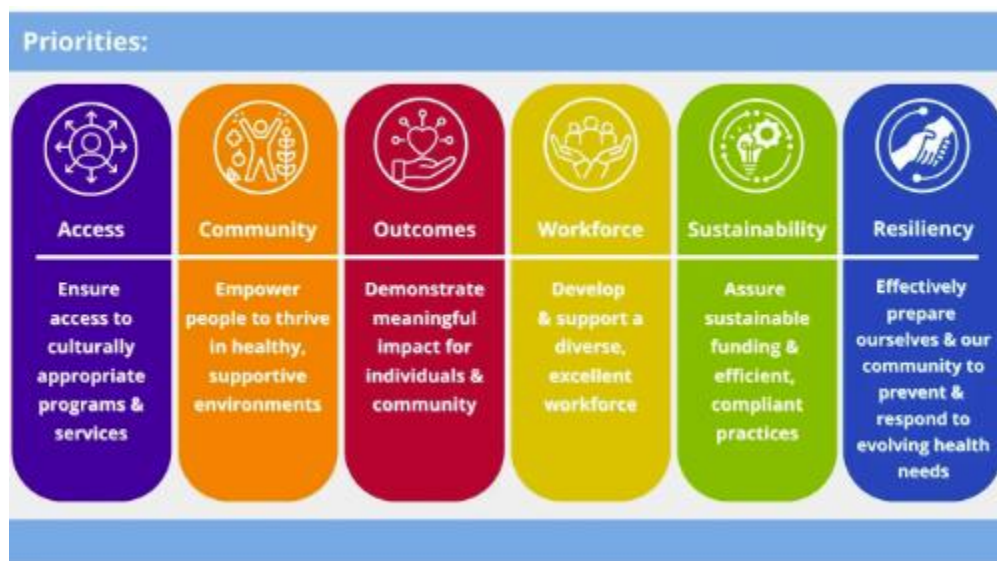 Priorities:
Access
Ensure
access to
culturally
appropriate
programs &
services
Community
Empower
people to thrive
in healthy,
supportive
environments
Outcomes
Demonstrate
meaningful
impact for
individuals &
community
Workforce
Develop
& support a
diverse,
excellent
workforce
Sustainability
Assure
sustainable
funding &
efficient,
compliant
practices
Resiliency
Effectively
prepare
ourselves & our
community to
prevent &
respond to
evolving health
needs